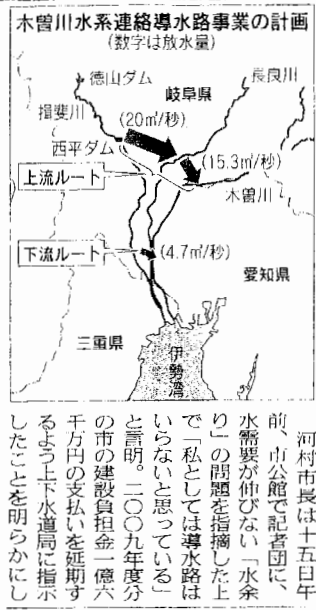 木曽川水系連絡導水路事業の計画
(数字は放水量)
徳山ダム
長良川
岐阜県
揖斐川
(20㎥/秒)
西平ダム
(15.3㎥/秒)
上流ルート
木曽川
下流ルート
(4.7㎥/秒)
愛知県
三重県
伊勢湾
河村市長は十五日午
前、市公館で記者団に、
水需要が伸びない「水余
り」の問題を指摘した上
で「私としては導水路は
いらないと思っている」
と言明。二〇〇九年度分
の市の建設負担金一億六
千万円の支払いを延期す
るよう上下水道局に指示
したことを明らかにし